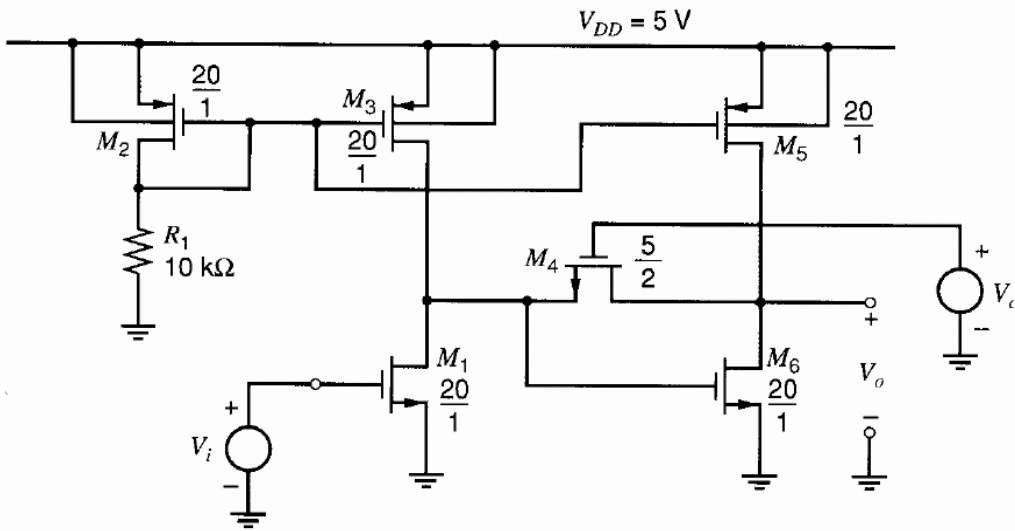 V_DD = 5 V
20/1
M_2
M_3
20/1
20/1
M_5
R_1
10 kΩ
M_4
5/2
+
−
+
M_1
20/1
M_6
20/1
V_o
−
+
V_i
−